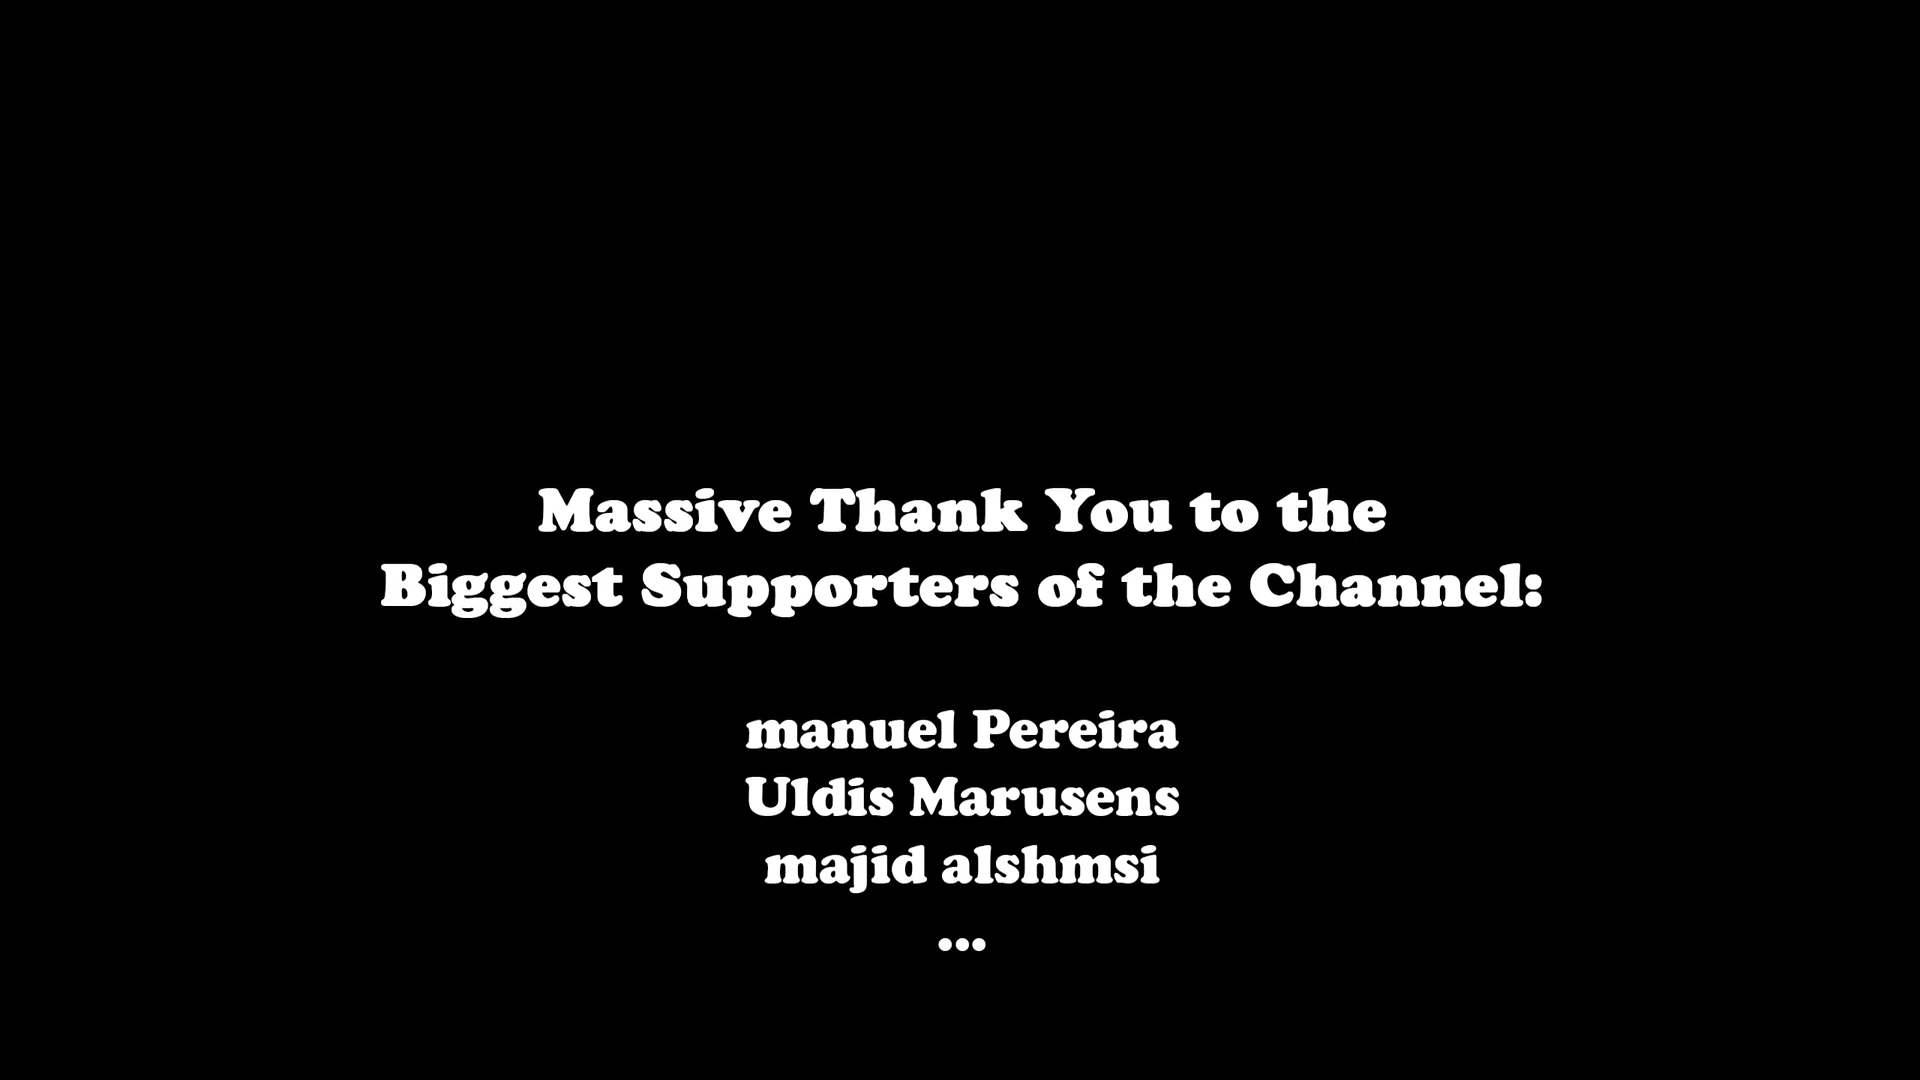 Massive Thank You to the
Biggest Supporters of the Channel:
manuel Pereira
Uldis Marusens
majid alshmsi
...